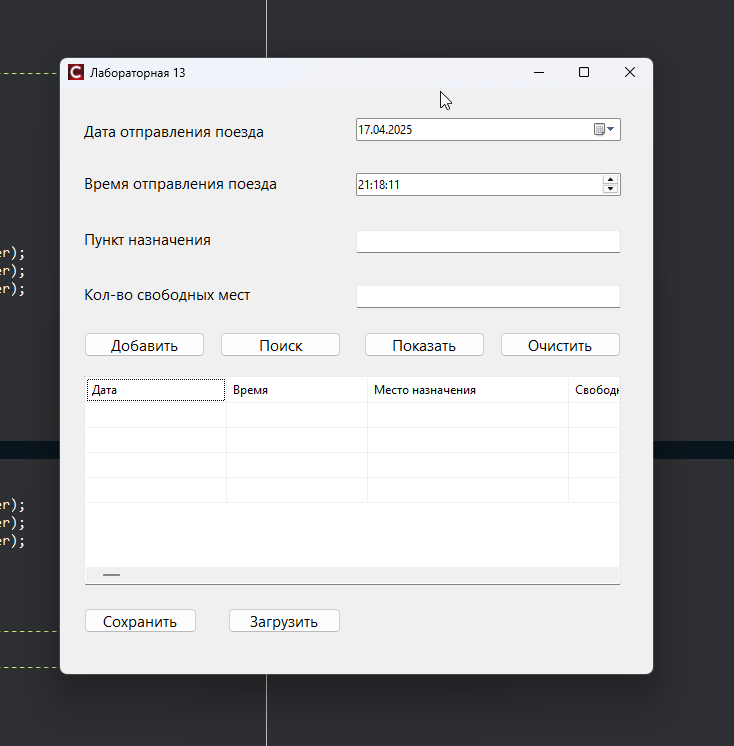 C Лабораторная 13
Дата отправления поезда 17.04.2025
Время отправления поезда 21:18:11
er);
er);
er);
Пункт назначения
Кол-во свободных мест
Добавить Поиск Показать Очистить
Дата Время Место назначения Свободн
er);
er);
er);
Сохранить Загрузить